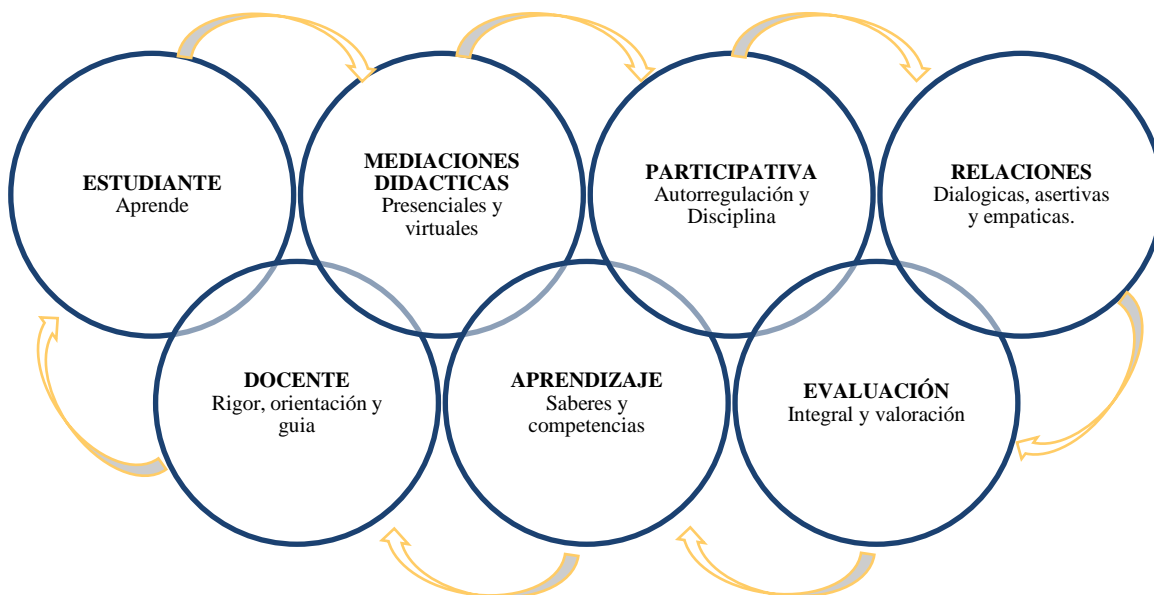 ESTUDIANTE
Aprende
MEDIACIONES
DIDACTICAS
Presenciales y
virtuales
PARTICIPATIVA
Autorregulación y
Disciplina
RELACIONES
Dialogicas, asertivas
y empaticas.
DOCENTE
Rigor, orientación y
guia
APRENDIZAJE
Saberes y
competencias
EVALUACIÓN
Integral y valoración